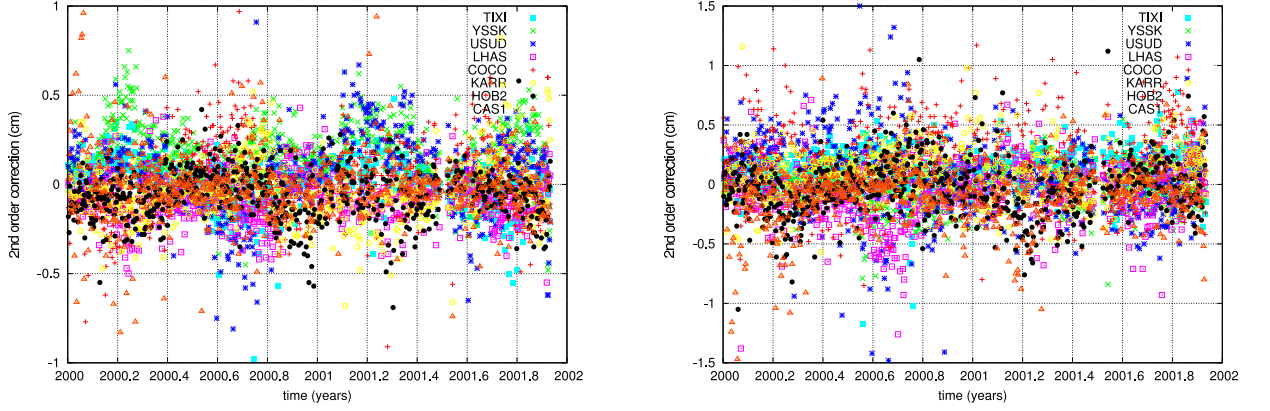 1
0.5
0
-0.5
-1
2000
2000.2
2000.4
2000.6
2000.8
2001
2001.2
2001.4
2001.6
2001.8
2002
2nd order correction (cm)
time (years)
TIXI
YSSK
USUD
LHAS
COCO
KARR
HOB2
CAS1
1.5
1
0.5
0
-0.5
-1
-1.5
2000
2000.2
2000.4
2000.6
2000.8
2001
2001.2
2001.4
2001.6
2001.8
2002
2nd order correction (cm)
time (years)
TIXI
YSSK
USUD
LHAS
COCO
KARR
HOB2
CAS1